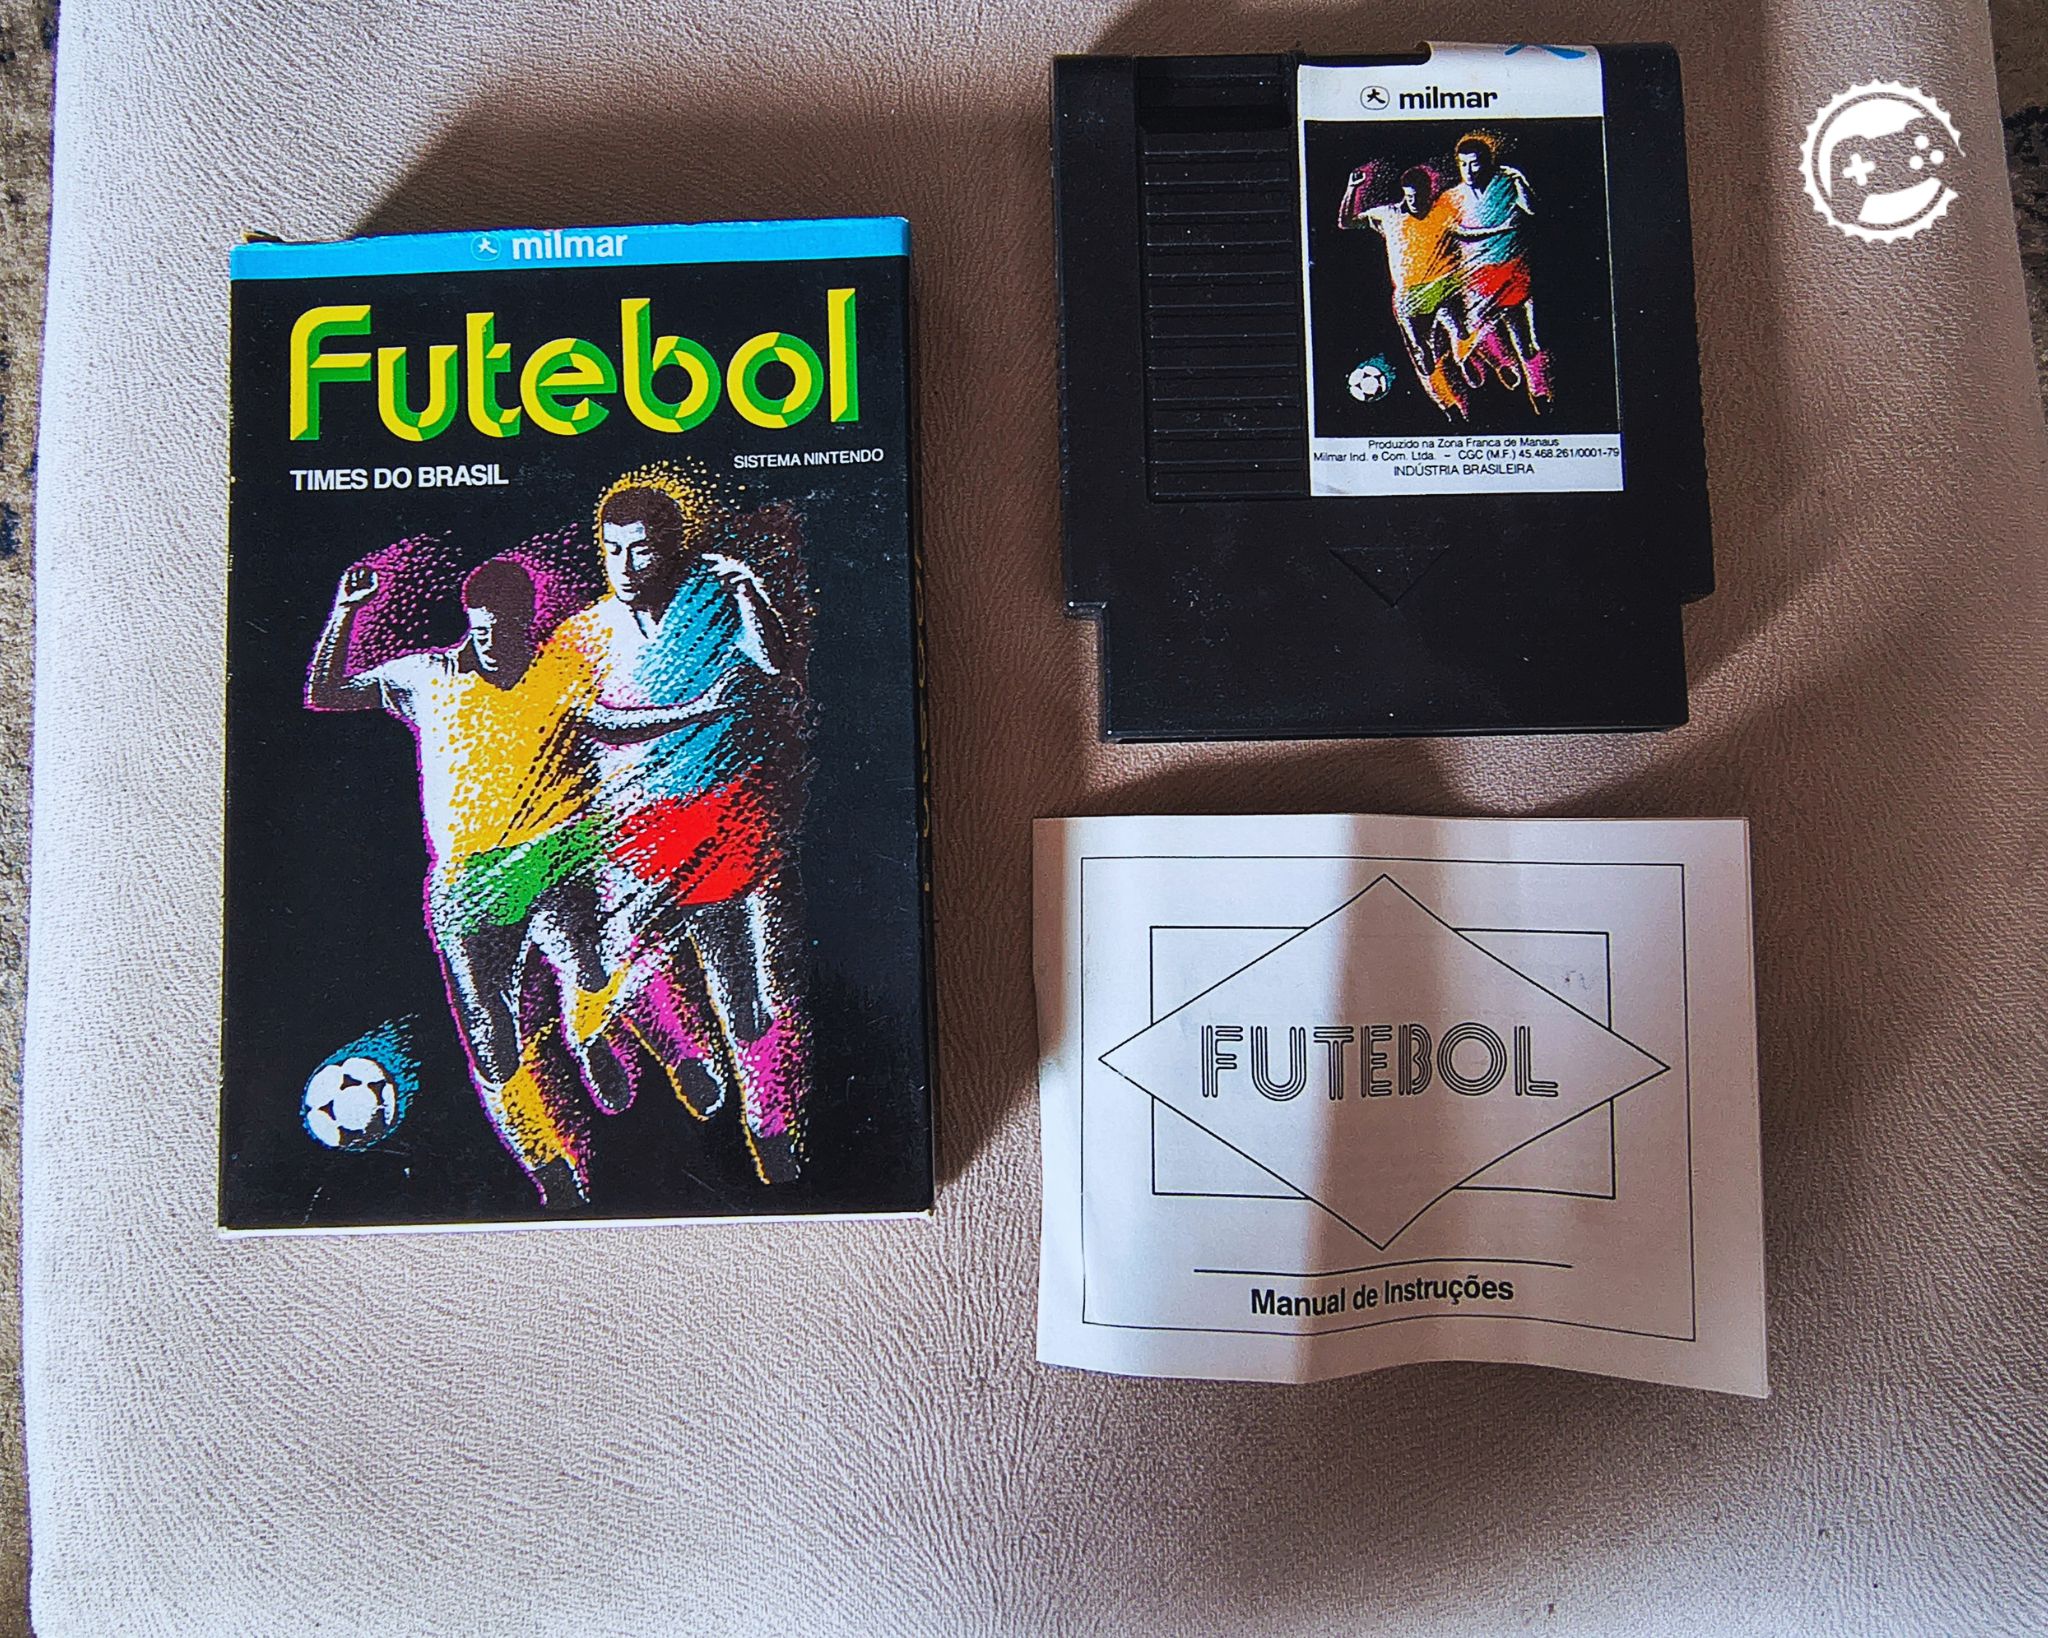 milmar
Futebol
TIMES DO BRASIL
SISTEMA NINTENDO
大 milmar
Produzido na Zona Franca de Manaus
Milmar Ind. e Com. Ltda. - CGC (M.F.) 45.468.261/0001-79
INDÚSTRIA BRASILEIRA
FUTEBOL
Manual de Instruções